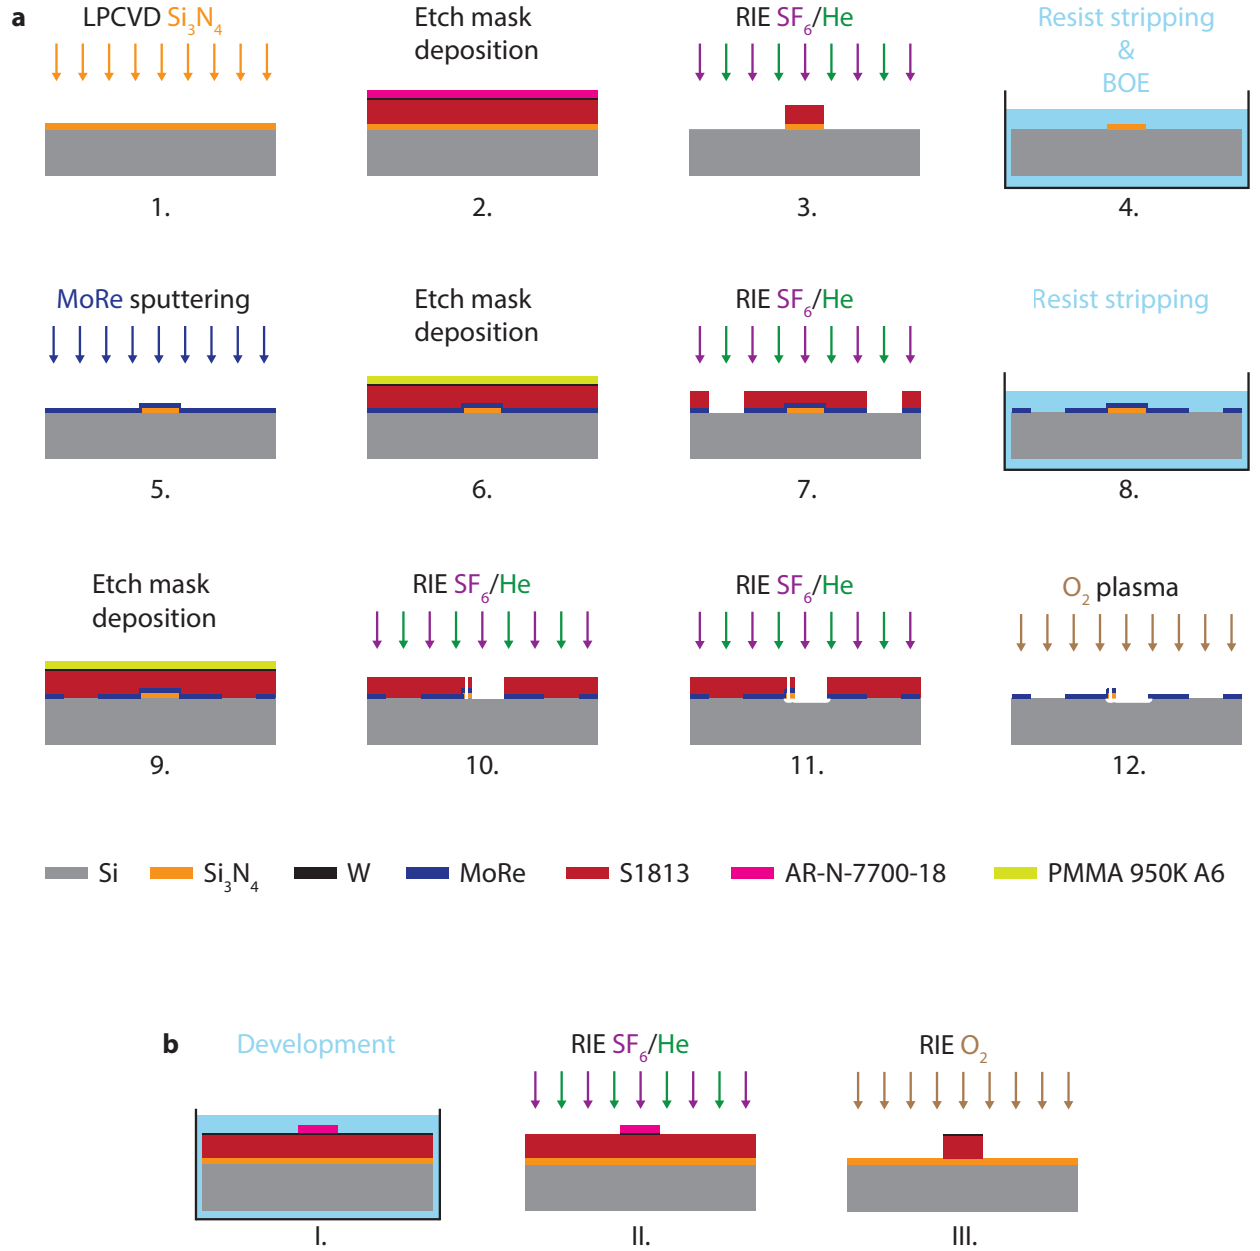 a
LPCVD Si3N4
Etch mask
deposition
RIE SF6/He
Resist stripping
&
BOE
1.
2.
3.
4.
MoRe sputtering
Etch mask
deposition
RIE SF6/He
Resist stripping
5.
6.
7.
8.
Etch mask
deposition
RIE SF6/He
RIE SF6/He
O2 plasma
9.
10.
11.
12.
Si
Si3N4
W
MoRe
S1813
AR-N-7700-18
PMMA 950K A6
b
Development
RIE SF6/He
RIE O2
I.
II.
III.